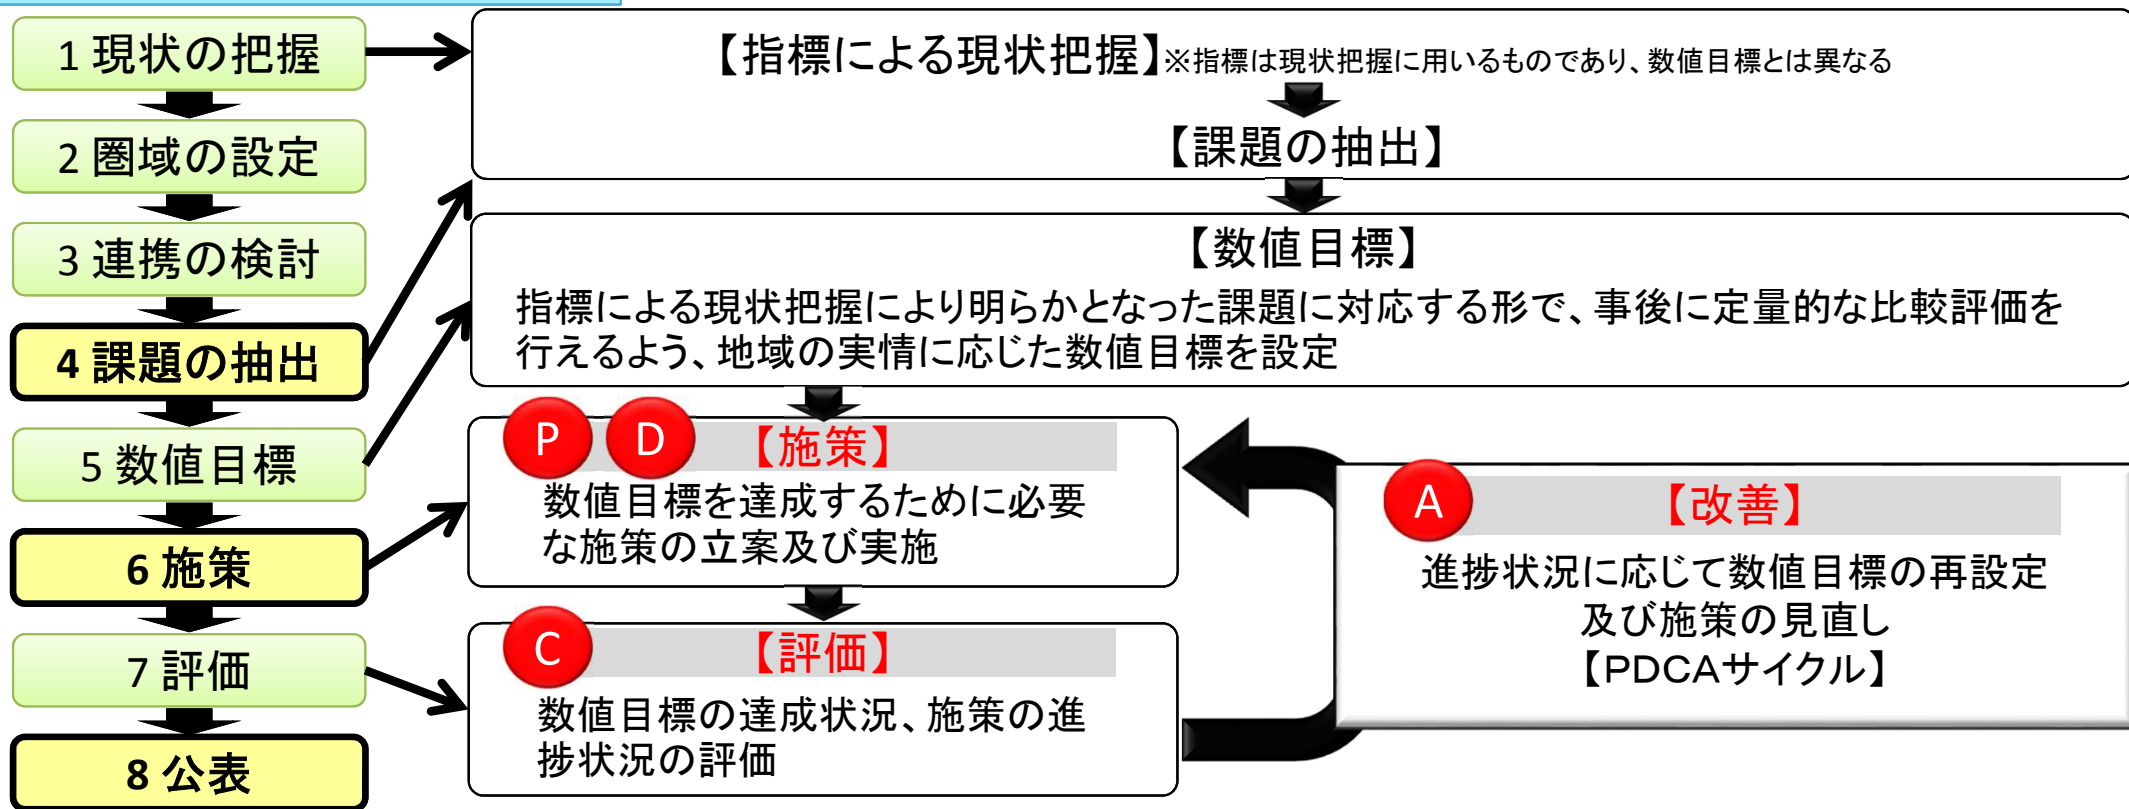 1 現状の把握
2 圏域の設定
3 連携の検討
4 課題の抽出
5 数値目標
6 施策
7 評価
8 公表
【指標による現状把握】※指標は現状把握に用いるものであり、数値目標とは異なる
【課題の抽出】
【数値目標】
指標による現状把握により明らかとなった課題に対応する形で、事後に定量的な比較評価を
行えるよう、地域の実情に応じた数値目標を設定
P D 【施策】
数値目標を達成するために必要
な施策の立案及び実施
C 【評価】
数値目標の達成状況、施策の進
捗状況の評価
A 【改善】
進捗状況に応じて数値目標の再設定
及び施策の見直し
【PDCAサイクル】